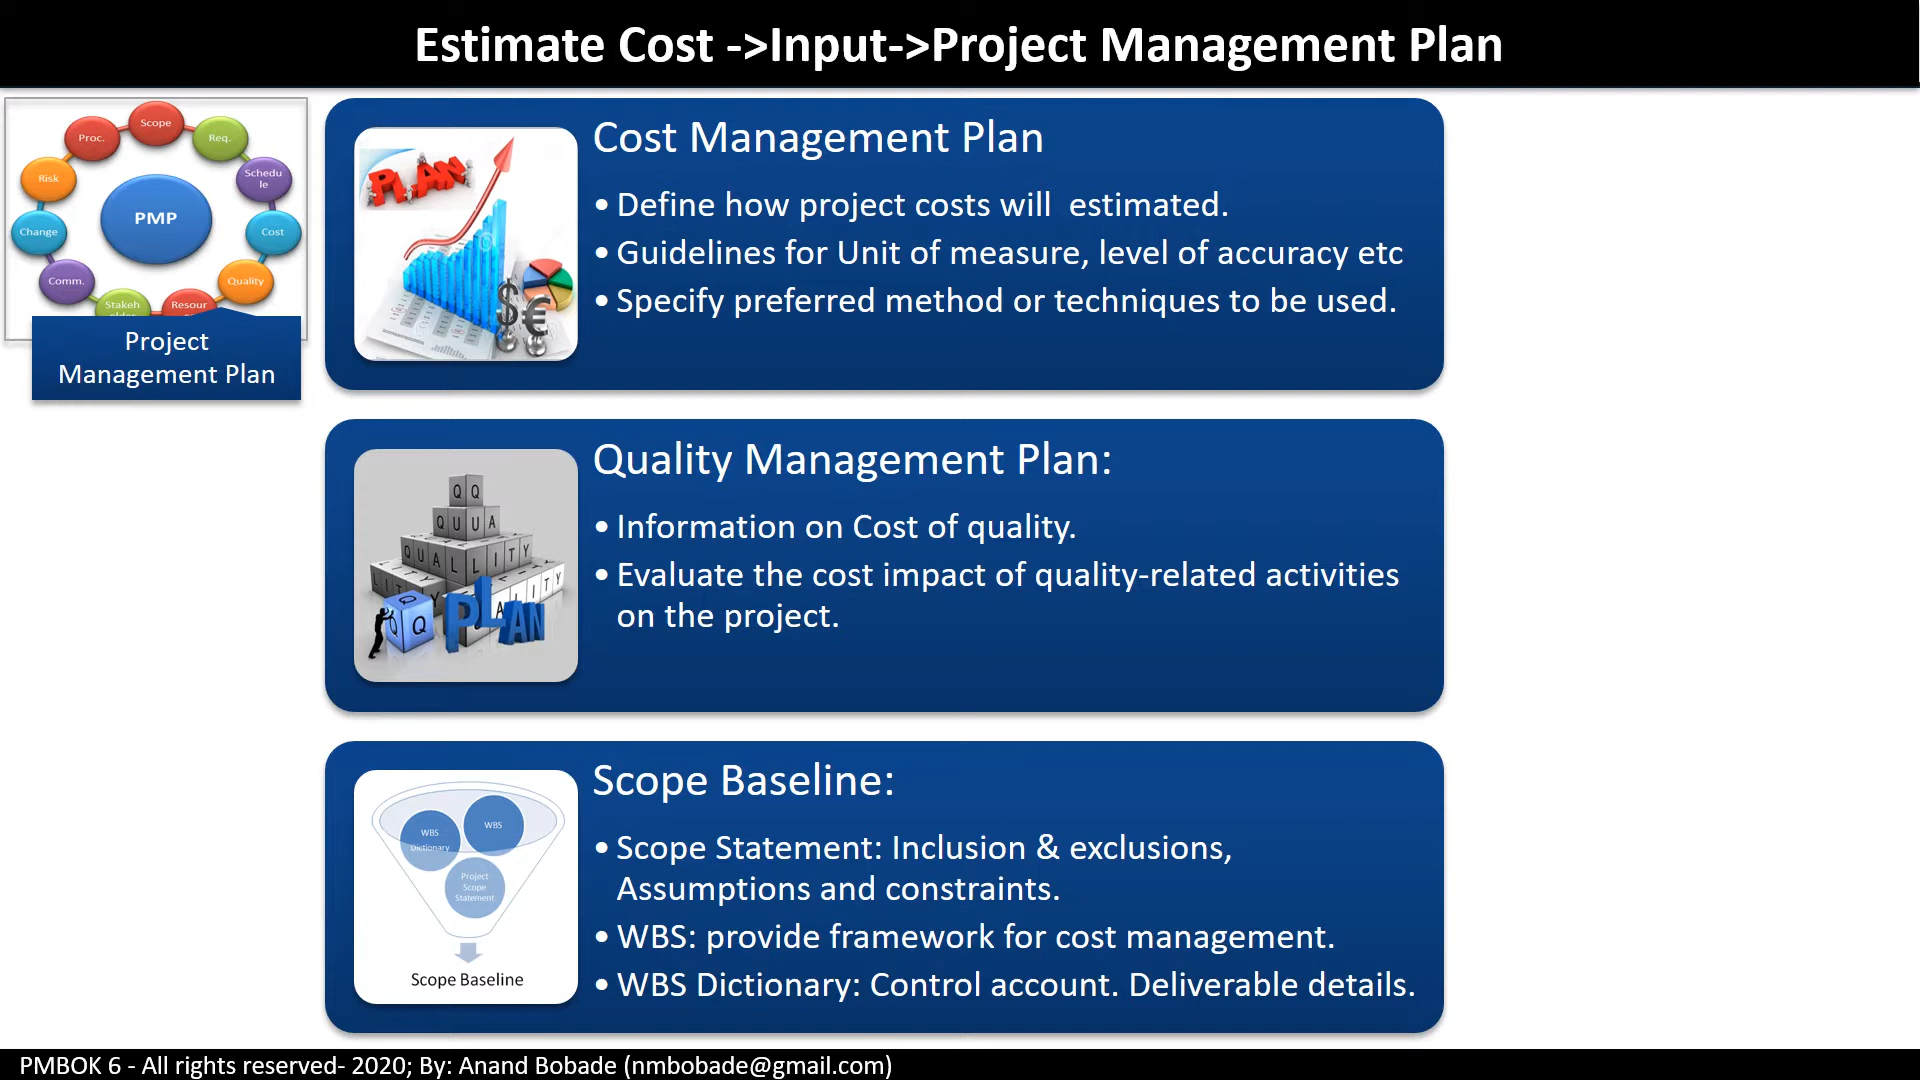 Estimate Cost ->Input->Project Management Plan
Scope
Proc.
Req.
Risk
Schedu
le
PMP
Change
Cost
Comm.
Quality
Stakeh
Resour
Project
Management Plan
PLAN
$€
Cost Management Plan
• Define how project costs will  estimated.
• Guidelines for Unit of measure, level of accuracy etc
• Specify preferred method or techniques to be used.
Q Q
Q U U A
Q U A L L I T Y
L I T Y
I L I T Y
A L I T Y
Q
Q Q
PLAN
Quality Management Plan:
• Information on Cost of quality.
• Evaluate the cost impact of quality-related activities
on the project.
WBS
Dictionary
WBS
Project
Scope
Statement
Scope Baseline
Scope Baseline:
• Scope Statement: Inclusion & exclusions,
Assumptions and constraints.
• WBS: provide framework for cost management.
• WBS Dictionary: Control account. Deliverable details.
PMBOK 6 - All rights reserved- 2020; By: Anand Bobade (nmbobade@gmail.com)